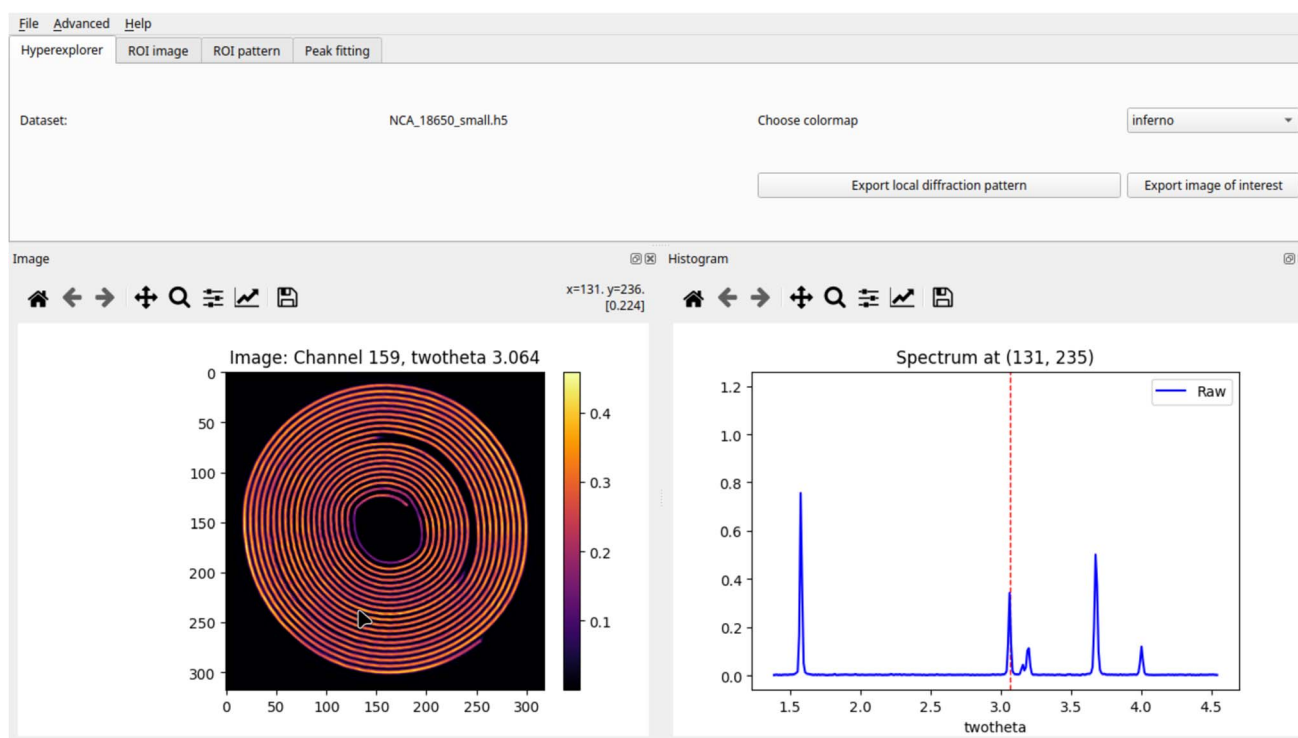 File Advanced Help
Hyperexplorer ROI image ROI pattern Peak fitting
Dataset: NCA_18650_small.h5 Choose colormap inferno
Export local diffraction pattern Export image of interest
Image Histogram
x=131. y=236.
[0.224]
Image: Channel 159, twotheta 3.064
0
50
100
150
200
250
300
0 50 100 150 200 250 300
0.4
0.3
0.2
0.1
Spectrum at (131, 235)
Raw
1.2
1.0
0.8
0.6
0.4
0.2
0.0
1.5 2.0 2.5 3.0 3.5 4.0 4.5
twotheta